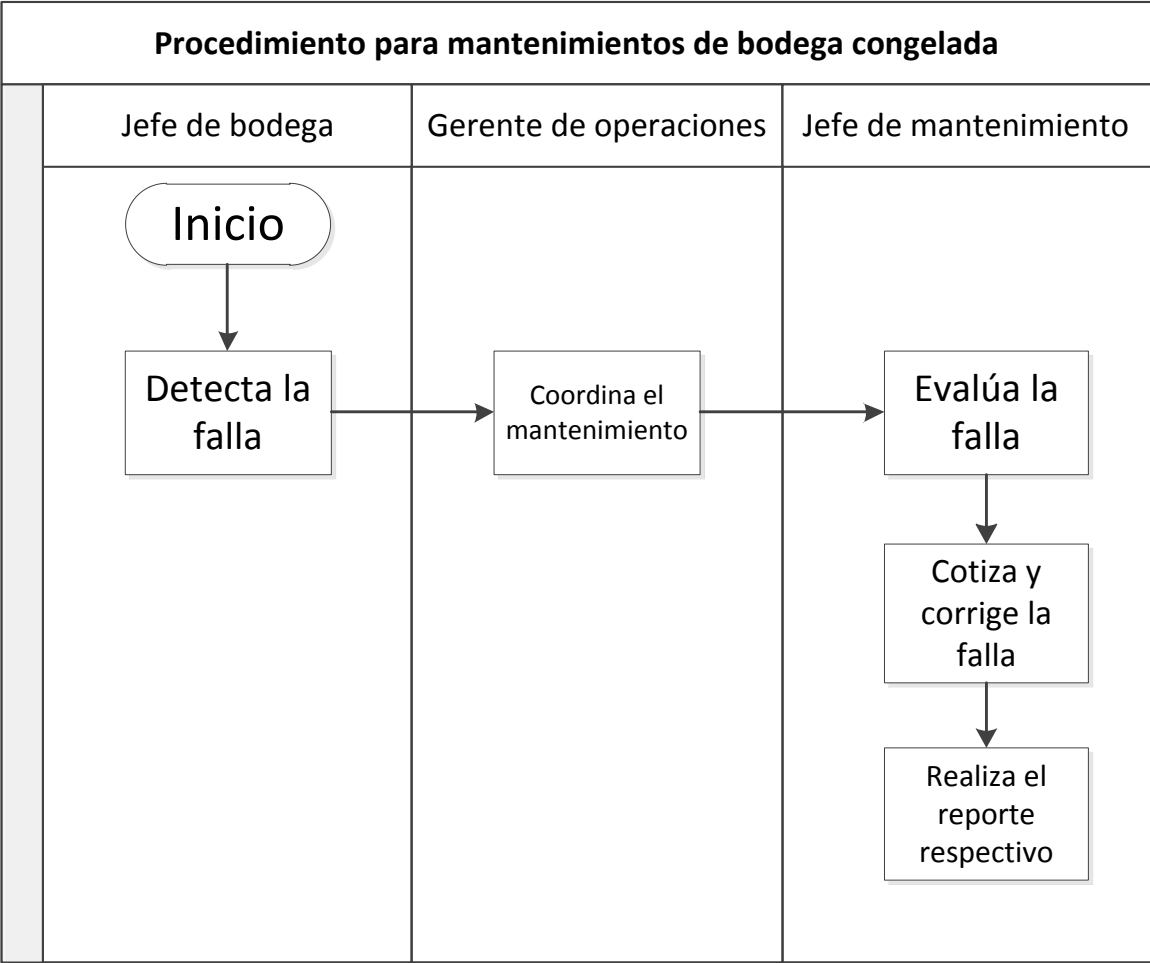 Procedimiento para mantenimientos de bodega congelada
Jefe de bodega
Gerente de operaciones
Jefe de mantenimiento
Inicio
Detecta la
falla
Coordina el
mantenimiento
Evalúa la
falla
Cotiza y
corrige la
falla
Realiza el
reporte
respectivo